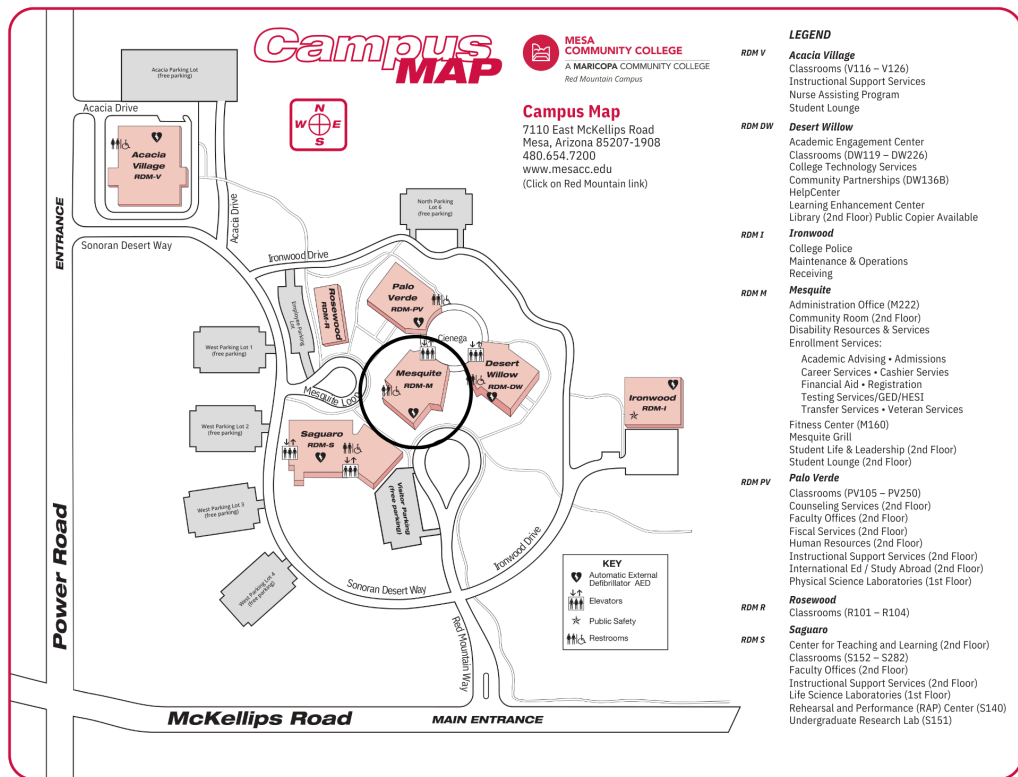 Campus
MAP
MESA
COMMUNITY COLLEGE
A MARICOPA COMMUNITY COLLEGE
Red Mountain Campus
Campus Map
7110 East McKellips Road
Mesa, Arizona 85207-1908
480.654.7200
www.mesacc.edu
(Click on Red Mountain link)
N
W E
S
Acacia Parking Lot
(free parking)
Acacia Drive
Acacia
Village
RDM-V
Acacia Drive
ENTRANCE
Sonoran Desert Way
North Parking
Lot 6
(free parking)
Ironwood Drive
Employee Parking
Lot
Rosewood
RDM-R
Palo
Verde
RDM-PV
Cienega
West Parking Lot 1
(free parking)
Mesquite
RDM-M
Desert
Willow
RDM-DW
Mesquite Loop
Ironwood
RDM-I
West Parking Lot 2
(free parking)
Saguaro
RDM-S
Visitor Parking
(free parking)
West Parking Lot 3
(free parking)
West Parking Lot 4
(free parking)
Ironwood Drive
Sonoran Desert Way
Red Mountain Way
Power Road
McKellips Road
MAIN ENTRANCE
KEY
Automatic External
Defibrillator AED
Elevators
Public Safety
Restrooms
LEGEND
RDM V Acacia Village
Classrooms (V116 – V126)
Instructional Support Services
Nurse Assisting Program
Student Lounge
RDM DW Desert Willow
Academic Engagement Center
Classrooms (DW119 – DW226)
College Technology Services
Community Partnerships (DW136B)
HelpCenter
Learning Enhancement Center
Library (2nd Floor) Public Copier Available
RDM I Ironwood
College Police
Maintenance & Operations
Receiving
RDM M Mesquite
Administration Office (M222)
Community Room (2nd Floor)
Disability Resources & Services
Enrollment Services:
Academic Advising • Admissions
Career Services • Cashier Servies
Financial Aid • Registration
Testing Services/GED/HESI
Transfer Services • Veteran Services
Fitness Center (M160)
Mesquite Grill
Student Life & Leadership (2nd Floor)
Student Lounge (2nd Floor)
RDM PV Palo Verde
Classrooms (PV105 – PV250)
Counseling Services (2nd Floor)
Faculty Offices (2nd Floor)
Fiscal Services (2nd Floor)
Human Resources (2nd Floor)
Instructional Support Services (2nd Floor)
International Ed / Study Abroad (2nd Floor)
Physical Science Laboratories (1st Floor)
RDM R Rosewood
Classrooms (R101 – R104)
RDM S Saguaro
Center for Teaching and Learning (2nd Floor)
Classrooms (S152 – S282)
Faculty Offices (2nd Floor)
Instructional Support Services (2nd Floor)
Life Science Laboratories (1st Floor)
Rehearsal and Performance (RAP) Center (S140)
Undergraduate Research Lab (S151)